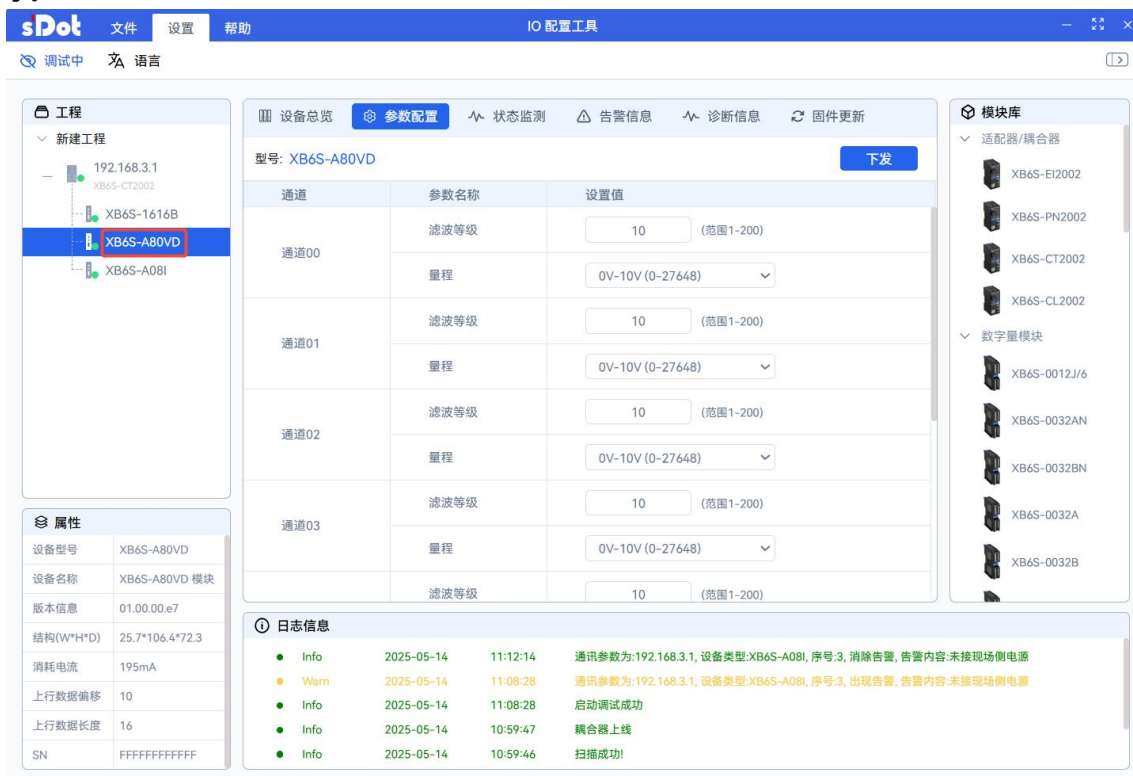 sDot 文件 设置 帮助 IO 配置工具
调试中 语言
工程
新建工程
192.168.3.1
XB6S-CT2002
XB6S-1616B
XB6S-A80VD
XB6S-A08I
设备总览 参数配置 状态监测 告警信息 诊断信息 固件更新
型号: XB6S-A80VD 下发
通道 参数名称 设置值
通道00
滤波等级 10 (范围1-200)
量程 0V-10V (0-27648)
通道01
滤波等级 10 (范围1-200)
量程 0V-10V (0-27648)
通道02
滤波等级 10 (范围1-200)
量程 0V-10V (0-27648)
通道03
滤波等级 10 (范围1-200)
量程 0V-10V (0-27648)
滤波等级 10 (范围1-200)
模块库
适配器/耦合器
XB6S-EI2002
XB6S-PN2002
XB6S-CT2002
XB6S-CL2002
数字量模块
XB6S-0012J/6
XB6S-0032AN
XB6S-0032BN
XB6S-0032A
XB6S-0032B
属性
设备型号 XB6S-A80VD
设备名称 XB6S-A80VD 模块
版本信息 01.00.00.e7
结构(W*H*D) 25.7*106.4*72.3
消耗电流 195mA
上行数据偏移 10
上行数据长度 16
SN FFFFFFFFFFFF
日志信息
Info 2025-05-14 11:12:14 通讯参数为:192.168.3.1, 设备类型:XB6S-A08I, 序号:3, 消除告警, 告警内容:未接现场侧电源
Warn 2025-05-14 11:08:28 通讯参数为:192.168.3.1, 设备类型:XB6S-A08I, 序号:3, 出现告警, 告警内容:未接现场侧电源
Info 2025-05-14 11:08:28 启动调试成功
Info 2025-05-14 10:59:47 耦合器上线
Info 2025-05-14 10:59:46 扫描成功!